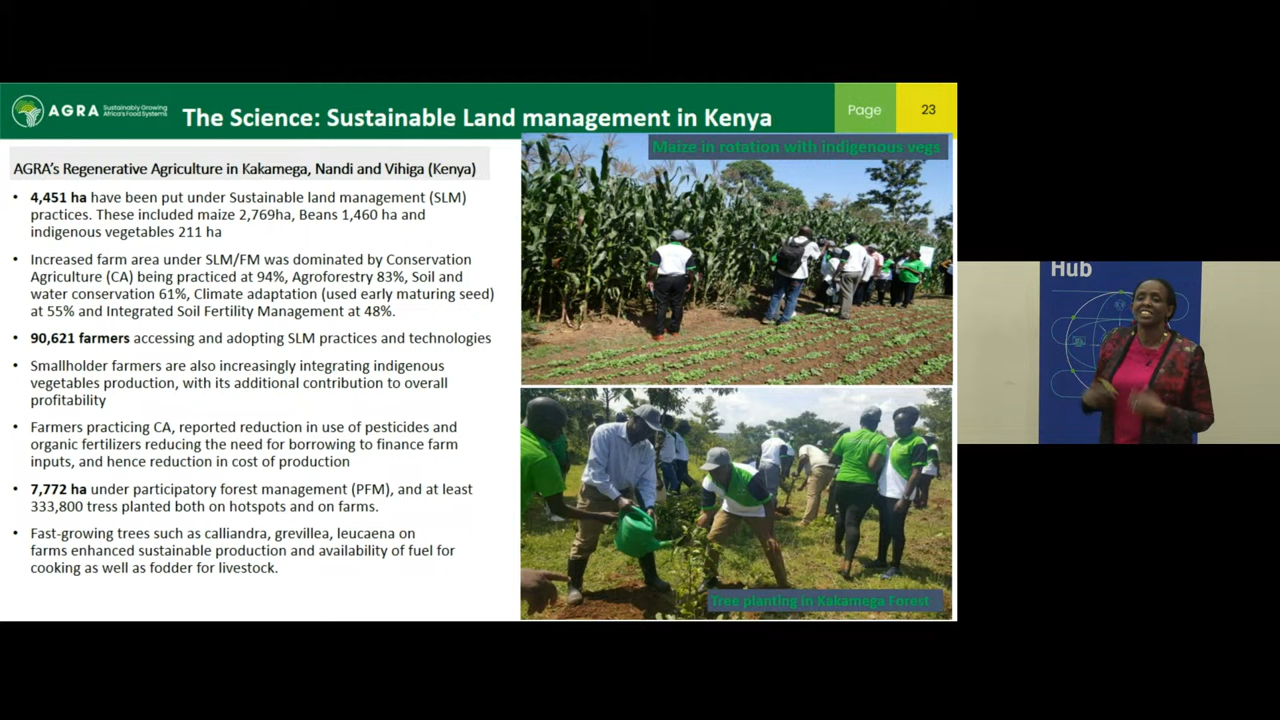 AGRA
Sustainably Growing
Africa's Food Systems
The Science: Sustainable Land management in Kenya
Page
23
AGRA's Regenerative Agriculture in Kakamega, Nandi and Vihiga (Kenya)
• 4,451 ha have been put under Sustainable land management (SLM)
practices. These included maize 2,769ha, Beans 1,460 ha and
indigenous vegetables 211 ha
• Increased farm area under SLM/FM was dominated by Conservation
Agriculture (CA) being practiced at 94%, Agroforestry 83%, Soil and
water conservation 61%, Climate adaptation (used early maturing seed)
at 55% and Integrated Soil Fertility Management at 48%.
• 90,621 farmers accessing and adopting SLM practices and technologies
• Smallholder farmers are also increasingly integrating indigenous
vegetables production, with its additional contribution to overall
profitability
• Farmers practicing CA, reported reduction in use of pesticides and
organic fertilizers reducing the need for borrowing to finance farm
inputs, and hence reduction in cost of production
• 7,772 ha under participatory forest management (PFM), and at least
333,800 tress planted both on hotspots and on farms.
• Fast-growing trees such as calliandra, grevillea, leucaena on
farms enhanced sustainable production and availability of fuel for
cooking as well as fodder for livestock.
Maize in rotation with indigenous vegs
Tree planting in Kakamega Forest
Hub